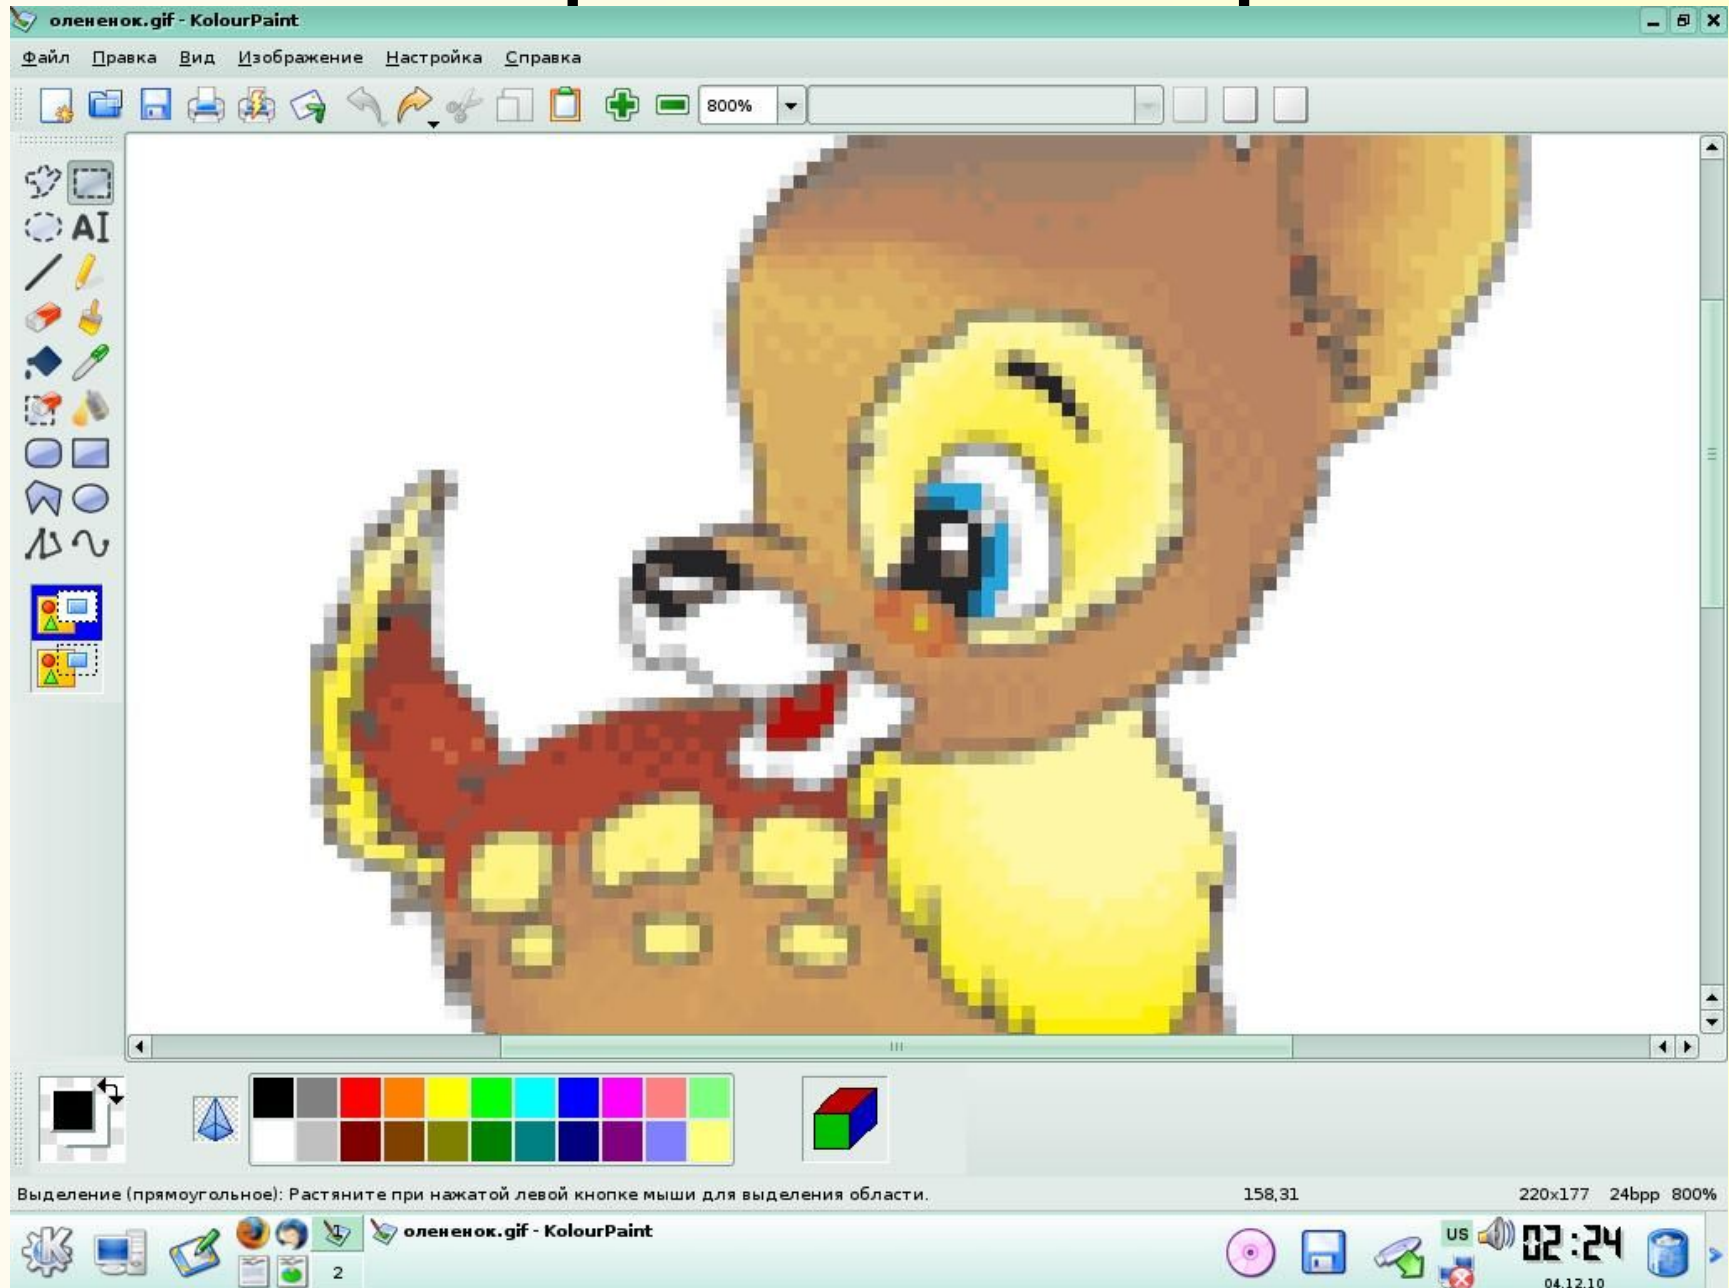 олененок.gif - KolourPaint
Файл Правка Вид Изображение Настройка Справка
800%
AI
Выделение (прямоугольное): Растяните при нажатой левой кнопке мыши для выделения области.
158,31
220x177 24bpp 800%
олененок.gif - KolourPaint
2
US
02:24
04.12.10